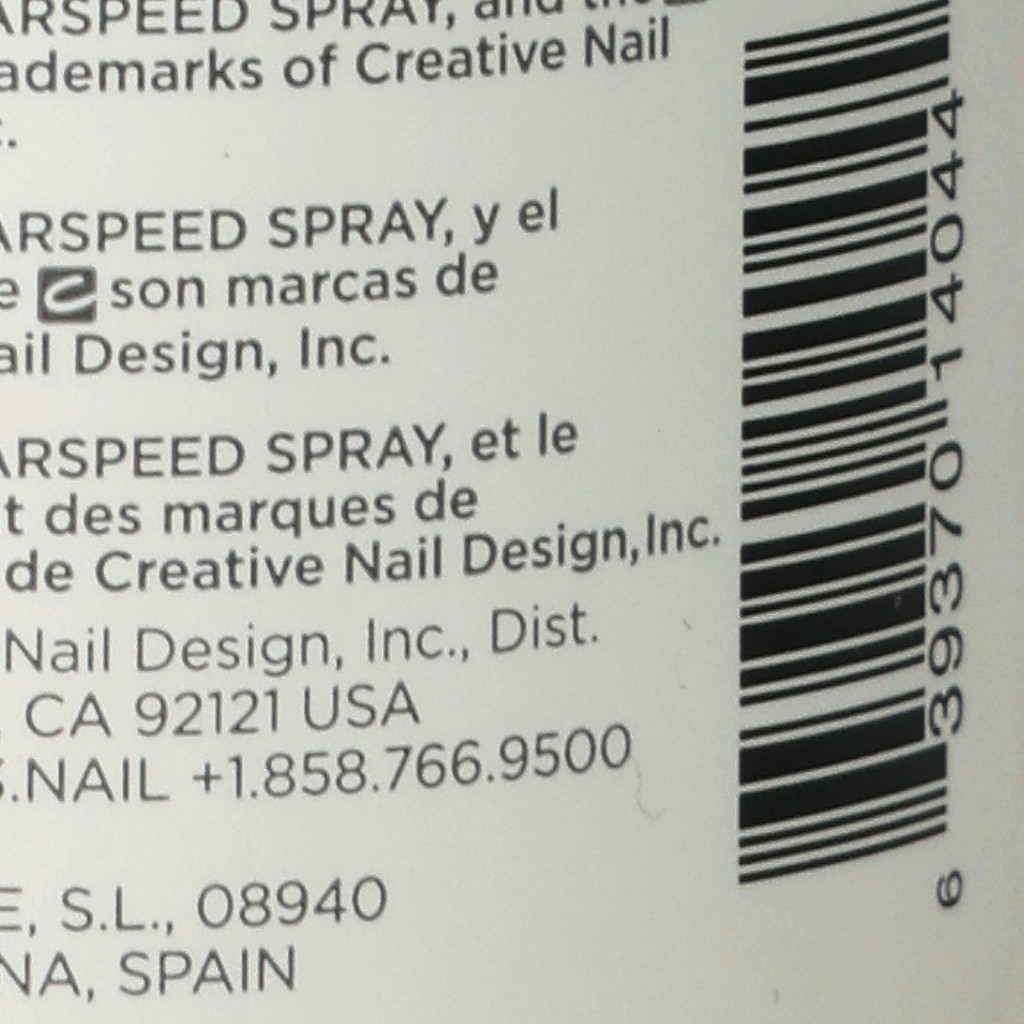 ARSPEED SPRAY, and the
ademarks of Creative Nail
c.
ARSPEED SPRAY, y el
e son marcas de
ail Design, Inc.
ARSPEED SPRAY, et le
t des marques de
de Creative Nail Design, Inc.
Nail Design, Inc., Dist.
, CA 92121 USA
S.NAIL +1.858.766.9500
E, S.L., 08940
NA, SPAIN
6 39370 14044